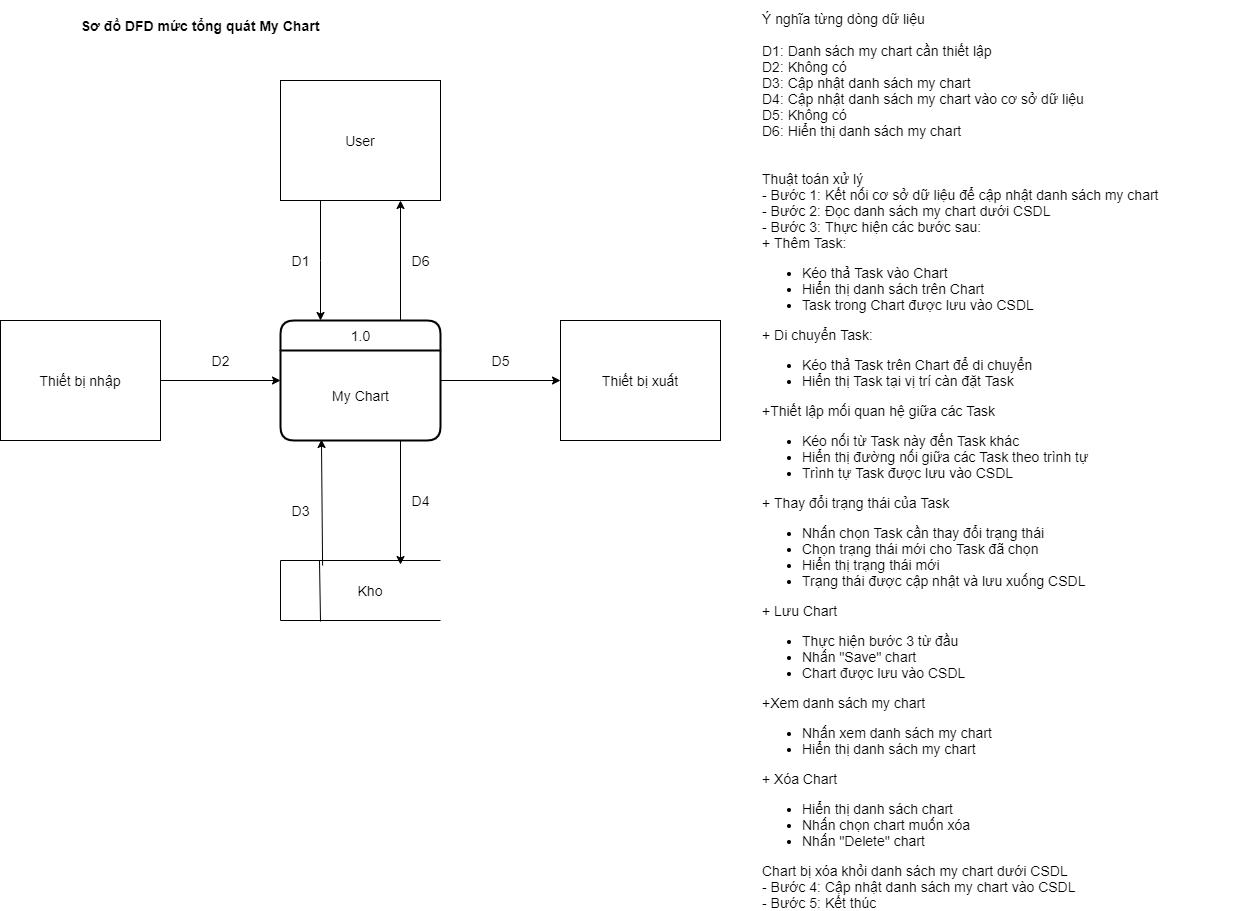 Sơ đồ DFD mức tổng quát My Chart
User
D1
D6
1.0
My Chart
Thiết bị nhập
D2
D5
Thiết bị xuất
D3
D4
Kho
Ý nghĩa từng dòng dữ liệu
D1: Danh sách my chart cần thiết lập
D2: Không có
D3: Cập nhật danh sách my chart
D4: Cập nhật danh sách my chart vào cơ sở dữ liệu
D5: Không có
D6: Hiển thị danh sách my chart
Thuật toán xử lý
- Bước 1: Kết nối cơ sở dữ liệu để cập nhật danh sách my chart
- Bước 2: Đọc danh sách my chart dưới CSDL
- Bước 3: Thực hiện các bước sau:
+ Thêm Task:
• Kéo thả Task vào Chart
• Hiển thị danh sách trên Chart
• Task trong Chart được lưu vào CSDL
+ Di chuyển Task:
• Kéo thả Task trên Chart để di chuyển
• Hiển thị Task tại vị trí càn đặt Task
+Thiết lập mối quan hệ giữa các Task
• Kéo nối từ Task này đến Task khác
• Hiển thị đường nối giữa các Task theo trình tự
• Trình tự Task được lưu vào CSDL
+ Thay đổi trạng thái của Task
• Nhấn chọn Task cần thay đổi trạng thái
• Chọn trạng thái mới cho Task đã chọn
• Hiển thị trạng thái mới
• Trạng thái được cập nhật và lưu xuống CSDL
+ Lưu Chart
• Thực hiện bước 3 từ đầu
• Nhấn "Save" chart
• Chart được lưu vào CSDL
+Xem danh sách my chart
• Nhấn xem danh sách my chart
• Hiển thị danh sách my chart
+ Xóa Chart
• Hiển thị danh sách chart
• Nhấn chọn chart muốn xóa
• Nhấn "Delete" chart
Chart bị xóa khỏi danh sách my chart dưới CSDL
- Bước 4: Cập nhật danh sách my chart vào CSDL
- Bước 5: Kết thúc